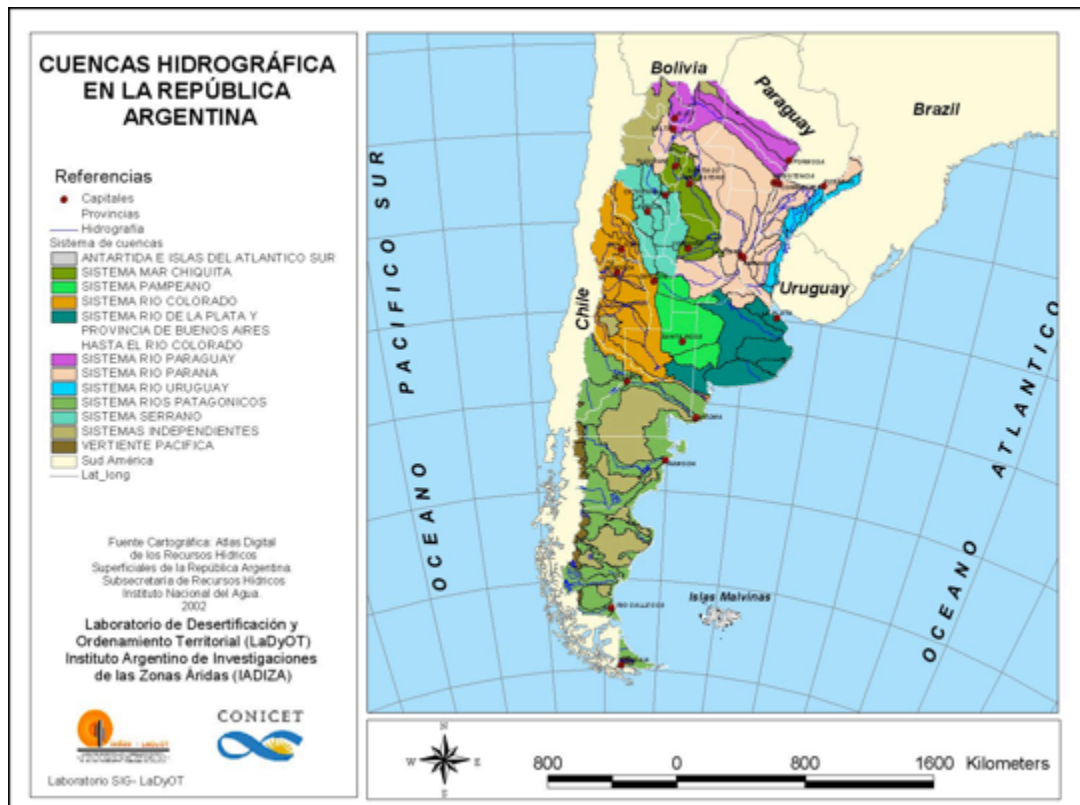 CUENCAS HIDROGRÁFICA
EN LA REPÚBLICA
ARGENTINA
Referencias
Capitales
Provincias
Hidrografia
Sistema de cuencas
ANTARTIDA E ISLAS DEL ATLANTICO SUR
SISTEMA MAR CHIQUITA
SISTEMA PAMPEANO
SISTEMA RIO COLORADO
SISTEMA RIO DE LA PLATA Y
PROVINCIA DE BUENOS AIRES
HASTA EL RIO COLORADO
SISTEMA RIO PARAGUAY
SISTEMA RIO PARANA
SISTEMA RIO URUGUAY
SISTEMA RIOS PATAGONICOS
SISTEMA SERRANO
SISTEMAS INDEPENDIENTES
VERTIENTE PACIFICA
Sud América
Lat_long
Fuente Cartográfica: Atlas Digital
de los Recursos Hídricos
Superficiales de la República Argentina.
Subsecretaría de Recursos Hídricos
Instituto Nacional del Agua.
2002
Laboratorio de Desertificación y
Ordenamiento Territorial (LaDyOT)
Instituto Argentino de Investigaciones
de las Zonas Áridas (IADIZA)
CONICET
Laboratorio SIG- LaDyOT
Bolivia
Paraguay
Brazil
FORMOSA
Uruguay
Chile
RIO GALLEGOS
Islas Malvinas
OCEANO PACIFICO SUR
OCEANO ATLANTICO
N
W E
S
800 0 800 1600 Kilometers